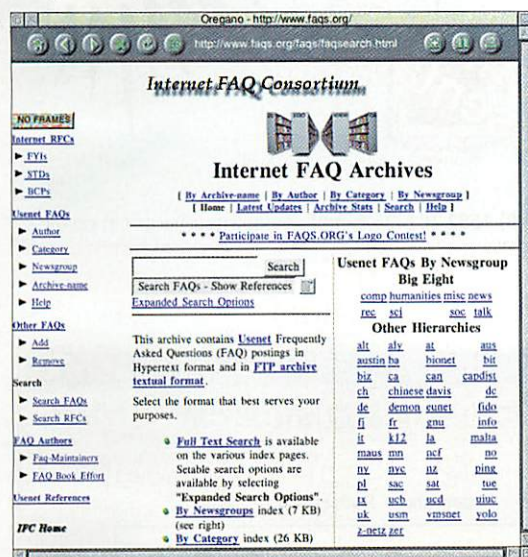 Oregano - http://www.faqs.org/
http://www.faqs.org/faqs/faqsearch.html
Internet FAQ Consortium
NO FRAMES
Internet RFCs
FYIs
STDs
BCPs
Usenet FAQs
Author
Category
Newsgroup
Archive-name
Help
Other FAQs
Add
Remove
Search
Search FAQs
Search RFCs
FAQ Authors
Faq-Maintainers
FAQ Book Effort
Usenet References
IFC Home
Internet FAQ Archives
[ By Archive-name | By Author | By Category | By Newsgroup ]
[ Home | Latest Updates | Archive Stats | Search | Help ]
* * * * Participate in FAQS.ORG's Logo Contest! * * * *
Search
Search FAQs - Show References
Expanded Search Options
This archive contains Usenet Frequently
Asked Questions (FAQ) postings in
Hypertext format and in FTP archive
textual format.
Select the format that best serves your
purposes.
Full Text Search is available
on the various index pages.
Setable search options are
available by selecting
"Expanded Search Options".
By Newsgroups index (7 KB)
(see right)
By Category index (26 KB)
Usenet FAQs By Newsgroup
Big Eight
comp humanities misc news
rec sci soc talk
Other Hierarchies
alt alv at aus
austin ba bionet bit
biz ca can capdist
ch chinese davis dc
de demon eunet fido
fj fr gnu info
it k12 la malta
maus mn ncf no
ny nyc nz ping
pl sac sat tue
tx ucb ucd uiuc
uk usm vmsnet yolo
z-netz zer